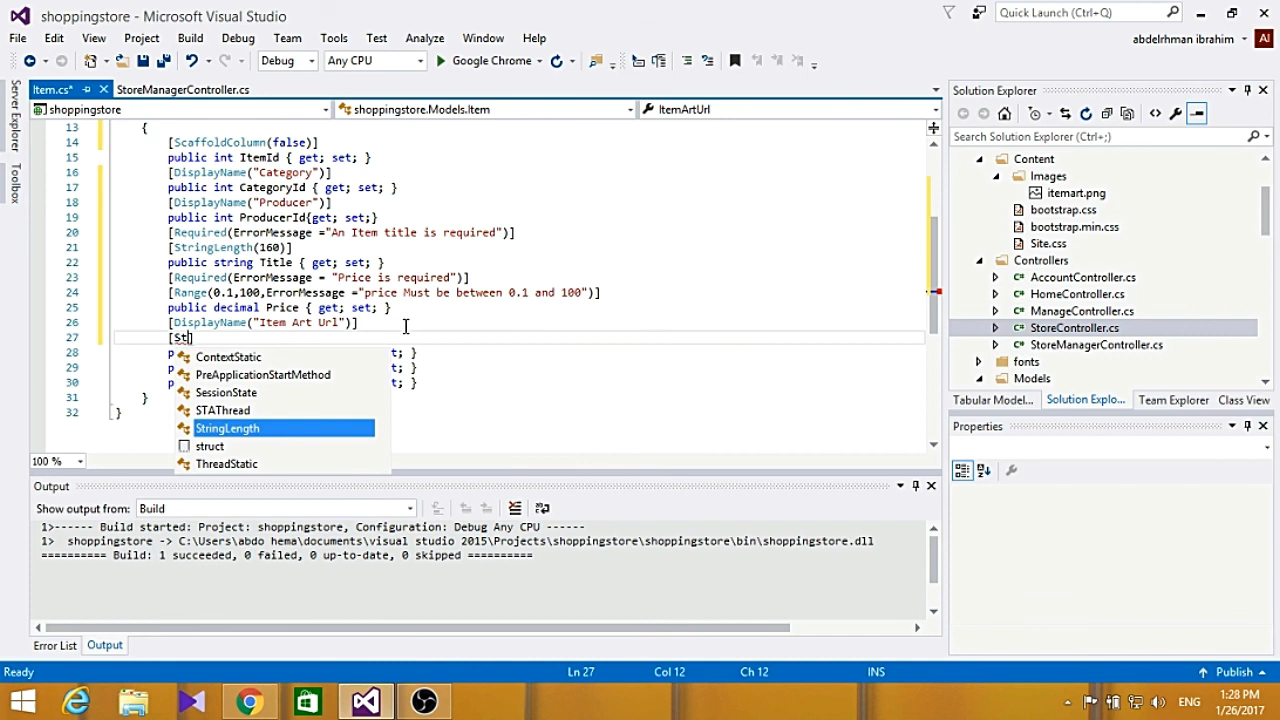 shoppingstore - Microsoft Visual Studio
Quick Launch (Ctrl+Q)
File Edit View Project Build Debug Team Tools Test Analyze Window Help
abdelrhman ibrahim AI
Debug Any CPU Google Chrome
Server Explorer
Toolbox
Item.cs* StoreManagerController.cs
shoppingstore shoppingstore.Models.Item ItemArtUrl
13 {
14 [ScaffoldColumn(false)]
15 public int ItemId { get; set; }
16 [DisplayName("Category")]
17 public int CategoryId { get; set; }
18 [DisplayName("Producer")]
19 public int ProducerId{get; set;}
20 [Required(ErrorMessage ="An Item title is required")]
21 [StringLength(160)]
22 public string Title { get; set; }
23 [Required(ErrorMessage = "Price is required")]
24 [Range(0.1,100,ErrorMessage ="price Must be between 0.1 and 100")]
25 public decimal Price { get; set; }
26 [DisplayName("Item Art Url")]
27 [St]
28 p t; }
29 p t; }
30 p t; }
31 }
32 }
ContextStatic
PreApplicationStartMethod
SessionState
STAThread
StringLength
struct
ThreadStatic
100 %
Output
Show output from: Build
1>------ Build started: Project: shoppingstore, Configuration: Debug Any CPU ------
1> shoppingstore -> C:\Users\abdo hema\documents\visual studio 2015\Projects\shoppingstore\shoppingstore\bin\shoppingstore.dll
========== Build: 1 succeeded, 0 failed, 0 up-to-date, 0 skipped ==========
Error List Output
Solution Explorer
Search Solution Explorer (Ctrl+;)
Content
Images
itemart.png
bootstrap.css
bootstrap.min.css
Site.css
Controllers
C# AccountController.cs
C# HomeController.cs
C# ManageController.cs
C# StoreController.cs
C# StoreManagerController.cs
fonts
Models
Tabular Model... Solution Explo... Team Explorer Class View
Properties
Ready Ln 27 Col 12 Ch 12 INS Publish
ENG
1:28 PM
1/26/2017